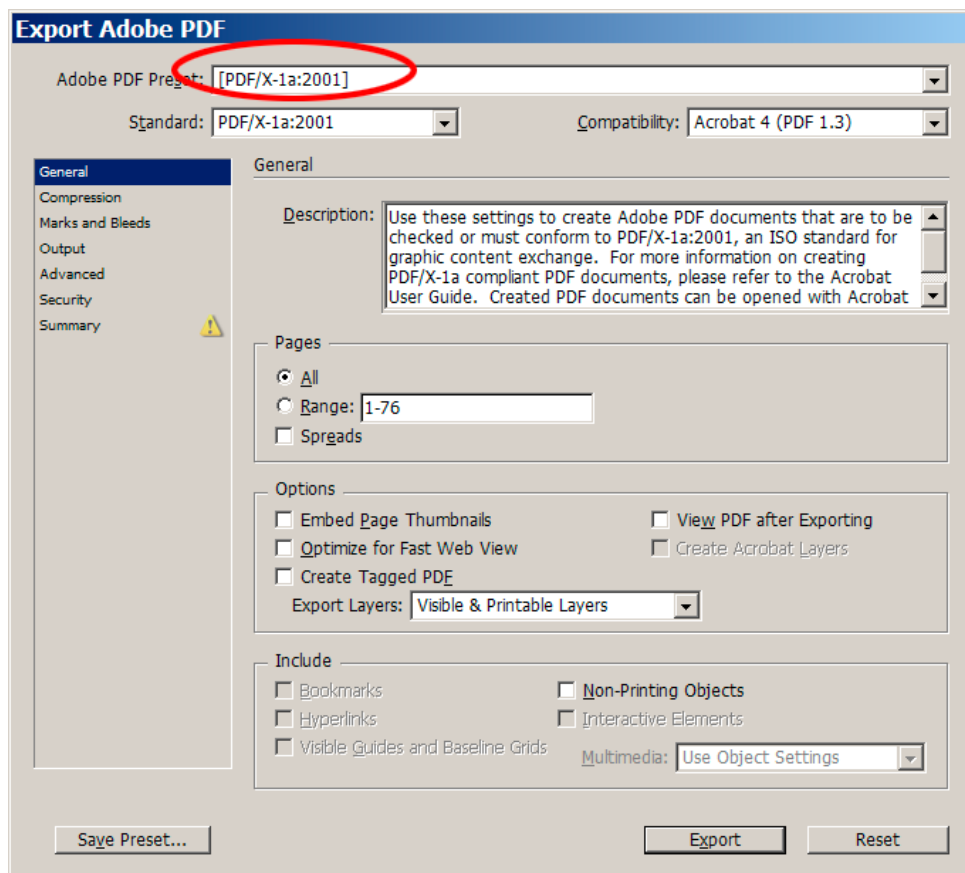 Export Adobe PDF
Adobe PDF Preset: [PDF/X-1a:2001]
Standard: PDF/X-1a:2001 Compatibility: Acrobat 4 (PDF 1.3)
General
Compression
Marks and Bleeds
Output
Advanced
Security
Summary
General
Description: Use these settings to create Adobe PDF documents that are to be
checked or must conform to PDF/X-1a:2001, an ISO standard for
graphic content exchange. For more information on creating
PDF/X-1a compliant PDF documents, please refer to the Acrobat
User Guide. Created PDF documents can be opened with Acrobat
Pages
All
Range: 1-76
Spreads
Options
Embed Page Thumbnails View PDF after Exporting
Optimize for Fast Web View Create Acrobat Layers
Create Tagged PDF
Export Layers: Visible & Printable Layers
Include
Bookmarks Non-Printing Objects
Hyperlinks Interactive Elements
Visible Guides and Baseline Grids Multimedia: Use Object Settings
Save Preset... Export Reset